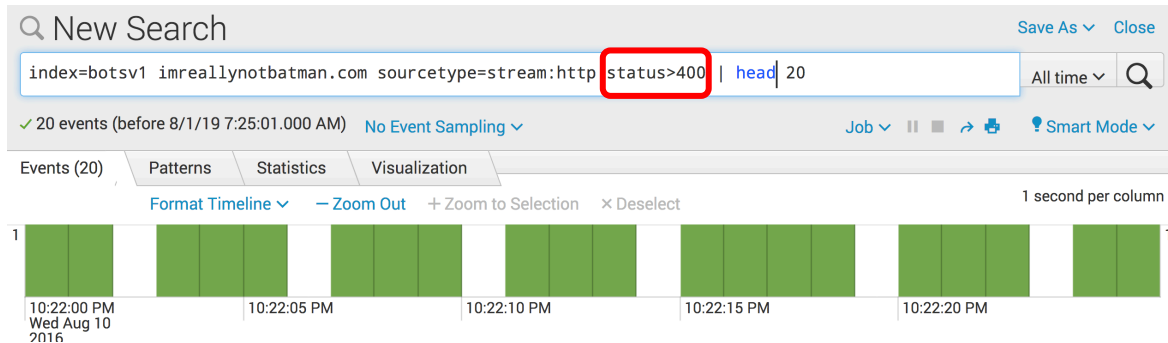 New Search
Save As
Close
index=botsv1 imreallynotbatman.com sourcetype=stream:http status>400 | head 20
All time
20 events (before 8/1/19 7:25:01.000 AM)
No Event Sampling
Job
Smart Mode
Events (20)
Patterns
Statistics
Visualization
Format Timeline
— Zoom Out
+ Zoom to Selection
× Deselect
1 second per column
1
10:22:00 PM
Wed Aug 10
2016
10:22:05 PM
10:22:10 PM
10:22:15 PM
10:22:20 PM